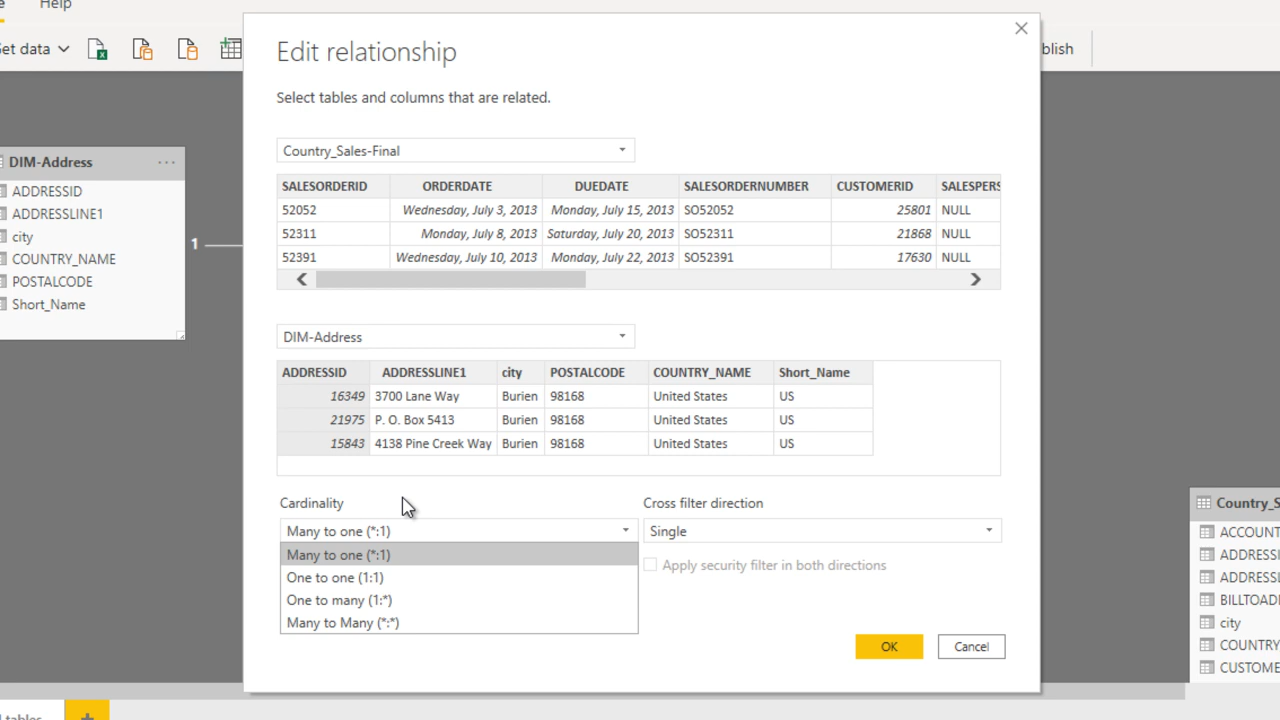 Help
Edit relationship
Get data
blish
Select tables and columns that are related.
Country_Sales-Final
SALESORDERID ORDERDATE DUEDATE SALESORDERNUMBER CUSTOMERID SALESPERS
52052 Wednesday, July 3, 2013 Monday, July 15, 2013 SO52052 25801 NULL
52311 Monday, July 8, 2013 Saturday, July 20, 2013 SO52311 21868 NULL
52391 Wednesday, July 10, 2013 Monday, July 22, 2013 SO52391 17630 NULL
DIM-Address
ADDRESSID
ADDRESSLINE1
city
COUNTRY_NAME
POSTALCODE
Short_Name
1
DIM-Address
ADDRESSID ADDRESSLINE1 city POSTALCODE COUNTRY_NAME Short_Name
16349 3700 Lane Way Burien 98168 United States US
21975 P. O. Box 5413 Burien 98168 United States US
15843 4138 Pine Creek Way Burien 98168 United States US
Cardinality
Many to one (*:1)
Many to one (*:1)
One to one (1:1)
One to many (1:*)
Many to Many (*:*)
Cross filter direction
Single
Apply security filter in both directions
OK Cancel
Country_S
ACCOUNT
ADDRESSI
ADDRESSL
BILLTOAD
city
COUNTRY
CUSTOME
tables
+